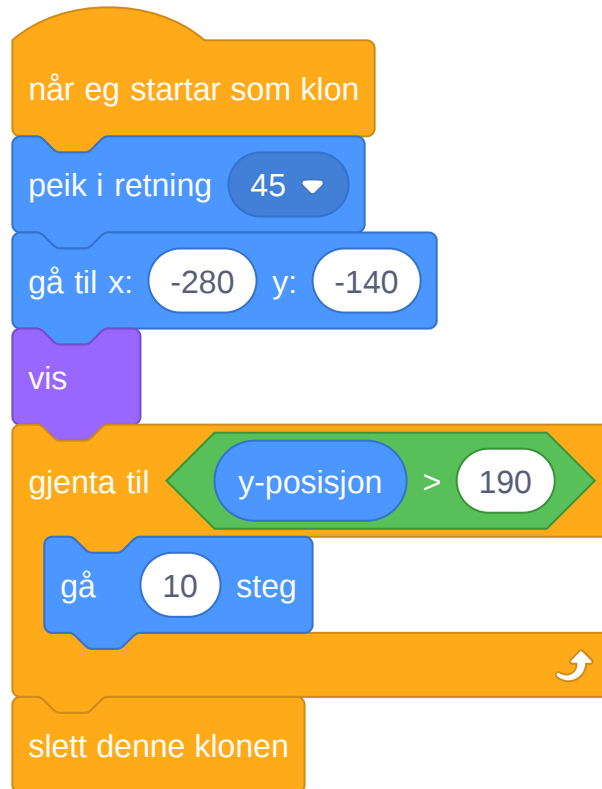 når eg startar som klon
peik i retning 45
gå til x: -280 y: -140
vis
gjenta til y-posisjon > 190
gå 10 steg
slett denne klonen